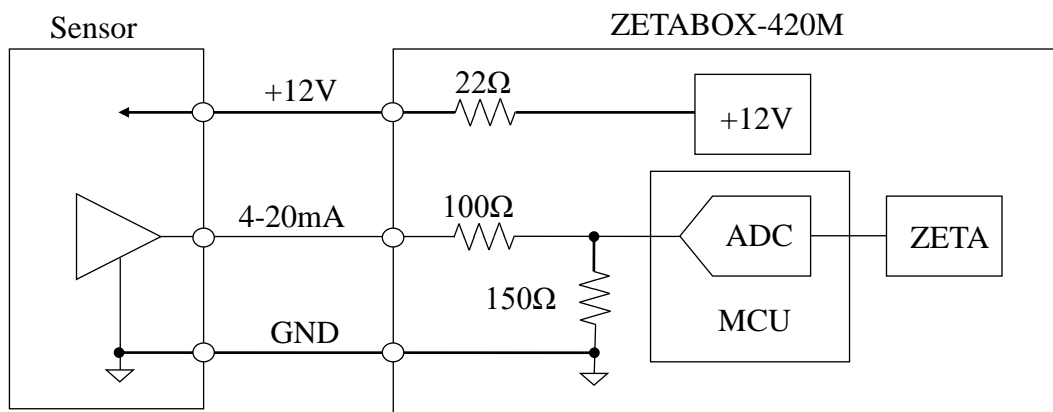 Sensor
ZETABOX-420M
+12V
22Ω
+12V
4-20mA
100Ω
ADC
ZETA
150Ω
MCU
GND